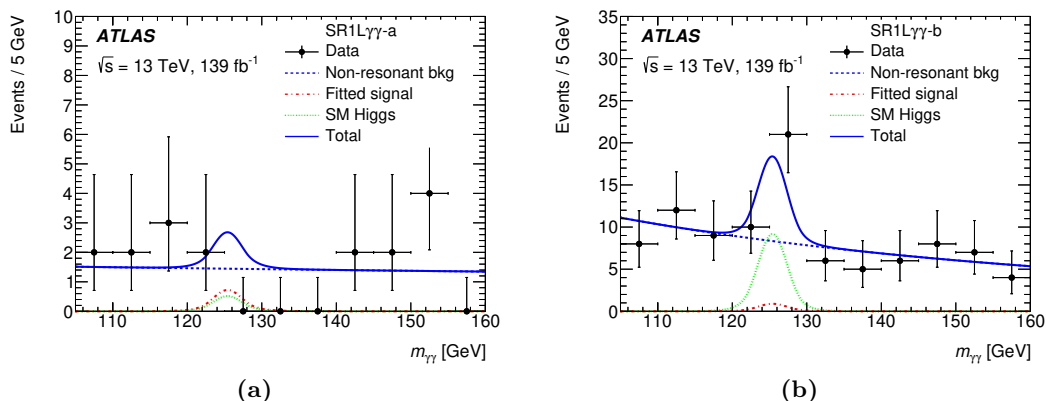 ATLAS
√s = 13 TeV, 139 fb-1
SR1Lγγ-a
Data
Non-resonant bkg
Fitted signal
SM Higgs
Total
Events / 5 GeV
10
9
8
7
6
5
4
3
2
1
0
110 120 130 140 150 160
mγγ [GeV]
(a)
ATLAS
√s = 13 TeV, 139 fb-1
SR1Lγγ-b
Data
Non-resonant bkg
Fitted signal
SM Higgs
Total
Events / 5 GeV
35
30
25
20
15
10
5
0
110 120 130 140 150 160
mγγ [GeV]
(b)